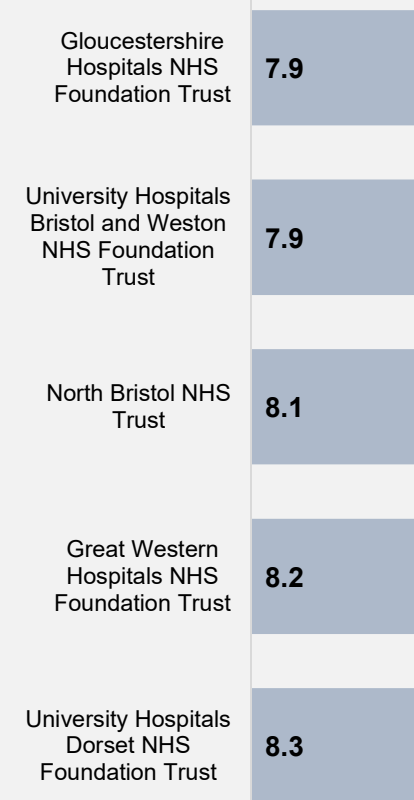 Gloucestershire
Hospitals NHS
Foundation Trust
7.9
University Hospitals
Bristol and Weston
NHS Foundation
Trust
7.9
North Bristol NHS
Trust
8.1
Great Western
Hospitals NHS
Foundation Trust
8.2
University Hospitals
Dorset NHS
Foundation Trust
8.3